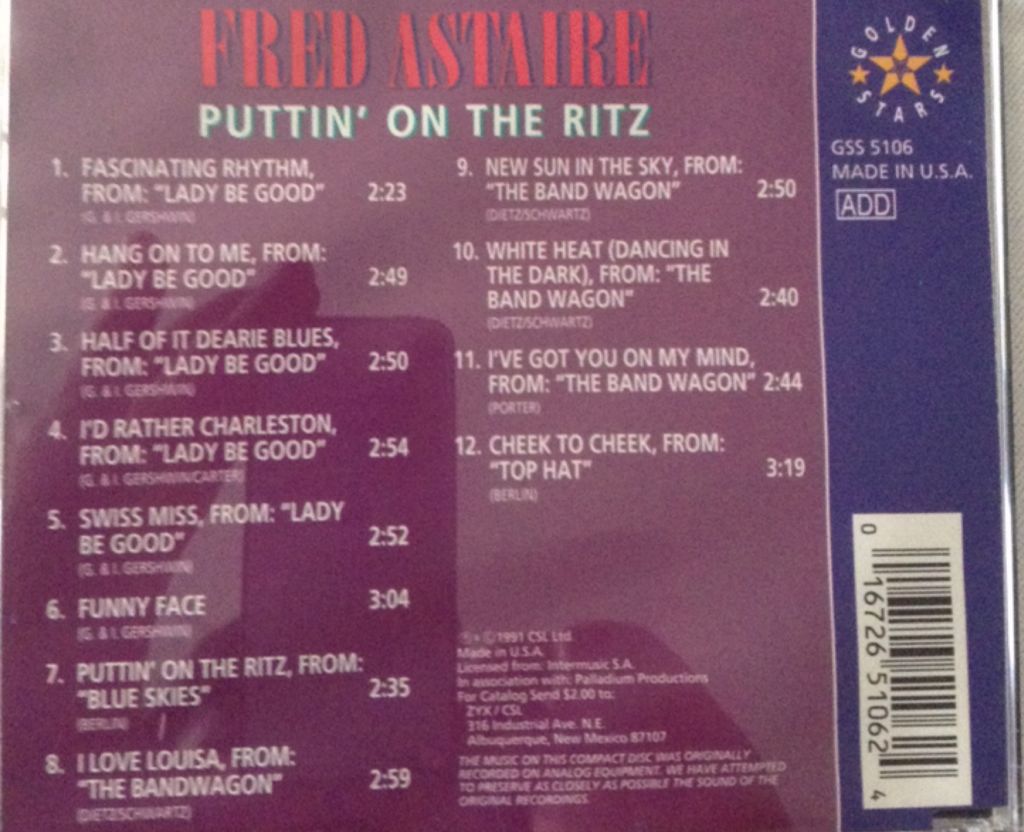 FRED ASTAIRE
PUTTIN' ON THE RITZ
1. FASCINATING RHYTHM,
FROM: "LADY BE GOOD" 2:23
(G. & I. GERSHWIN)
2. HANG ON TO ME, FROM:
"LADY BE GOOD" 2:49
(G. & I. GERSHWIN)
3. HALF OF IT DEARIE BLUES,
FROM: "LADY BE GOOD" 2:50
(G. & I. GERSHWIN)
4. I'D RATHER CHARLESTON,
FROM: "LADY BE GOOD" 2:54
(G. & I. GERSHWIN/CARTER)
5. SWISS MISS, FROM: "LADY
BE GOOD" 2:52
(G. & I. GERSHWIN)
6. FUNNY FACE 3:04
(G. & I. GERSHWIN)
7. PUTTIN' ON THE RITZ, FROM:
"BLUE SKIES" 2:35
(BERLIN)
8. I LOVE LOUISA, FROM:
"THE BANDWAGON" 2:59
(DIETZ/SCHWARTZ)
9. NEW SUN IN THE SKY, FROM:
"THE BAND WAGON" 2:50
(DIETZ/SCHWARTZ)
10. WHITE HEAT (DANCING IN
THE DARK), FROM: "THE
BAND WAGON" 2:40
(DIETZ/SCHWARTZ)
11. I'VE GOT YOU ON MY MIND,
FROM: "THE BAND WAGON" 2:44
(PORTER)
12. CHEEK TO CHEEK, FROM:
"TOP HAT" 3:19
(BERLIN)
℗ • © 1991 CSL Ltd.
Made in U.S.A.
Licensed from: Intermusic S.A.
In association with: Palladium Productions
For Catalog Send $2.00 to:
ZYX / CSL
316 Industrial Ave. N.E.
Albuquerque, New Mexico 87107
THE MUSIC ON THIS COMPACT DISC WAS ORIGINALLY
RECORDED ON ANALOG EQUIPMENT. WE HAVE ATTEMPTED
TO PRESERVE AS CLOSELY AS POSSIBLE THE SOUND OF THE
ORIGINAL RECORDINGS.
GOLDEN
STARS
GSS 5106
MADE IN U.S.A.
ADD
0 16726 51062 4